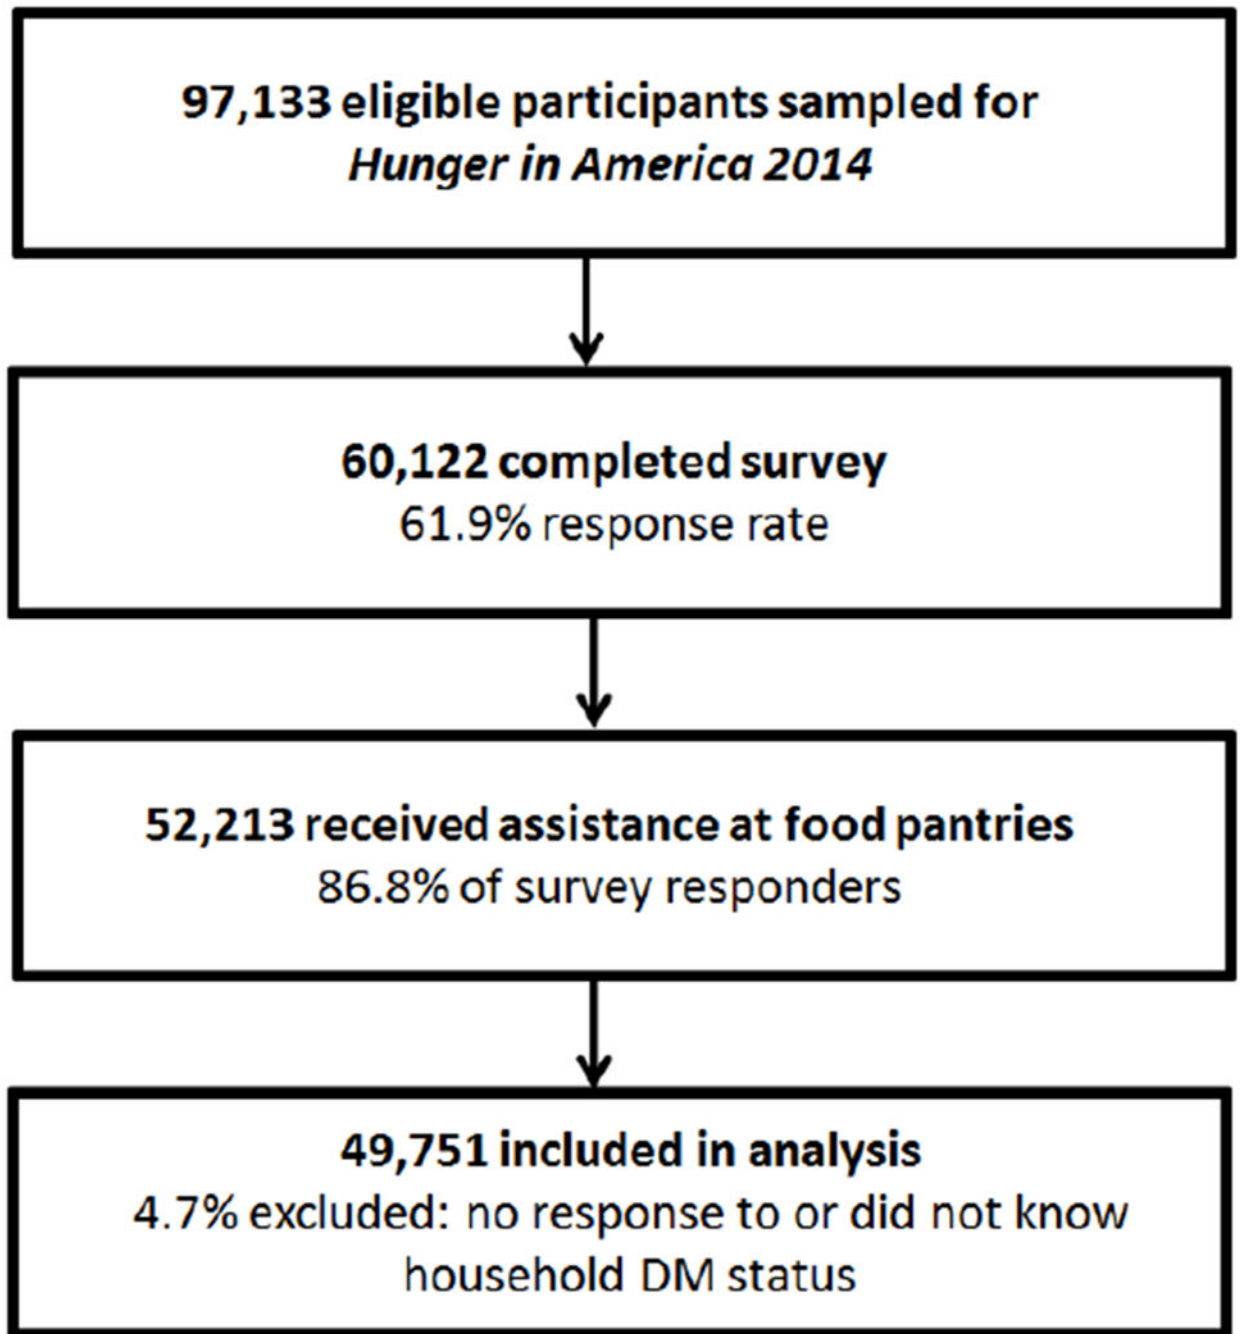 97,133 eligible participants sampled for
Hunger in America 2014
60,122 completed survey
61.9% response rate
52,213 received assistance at food pantries
86.8% of survey responders
49,751 included in analysis
4.7% excluded: no response to or did not know
household DM status